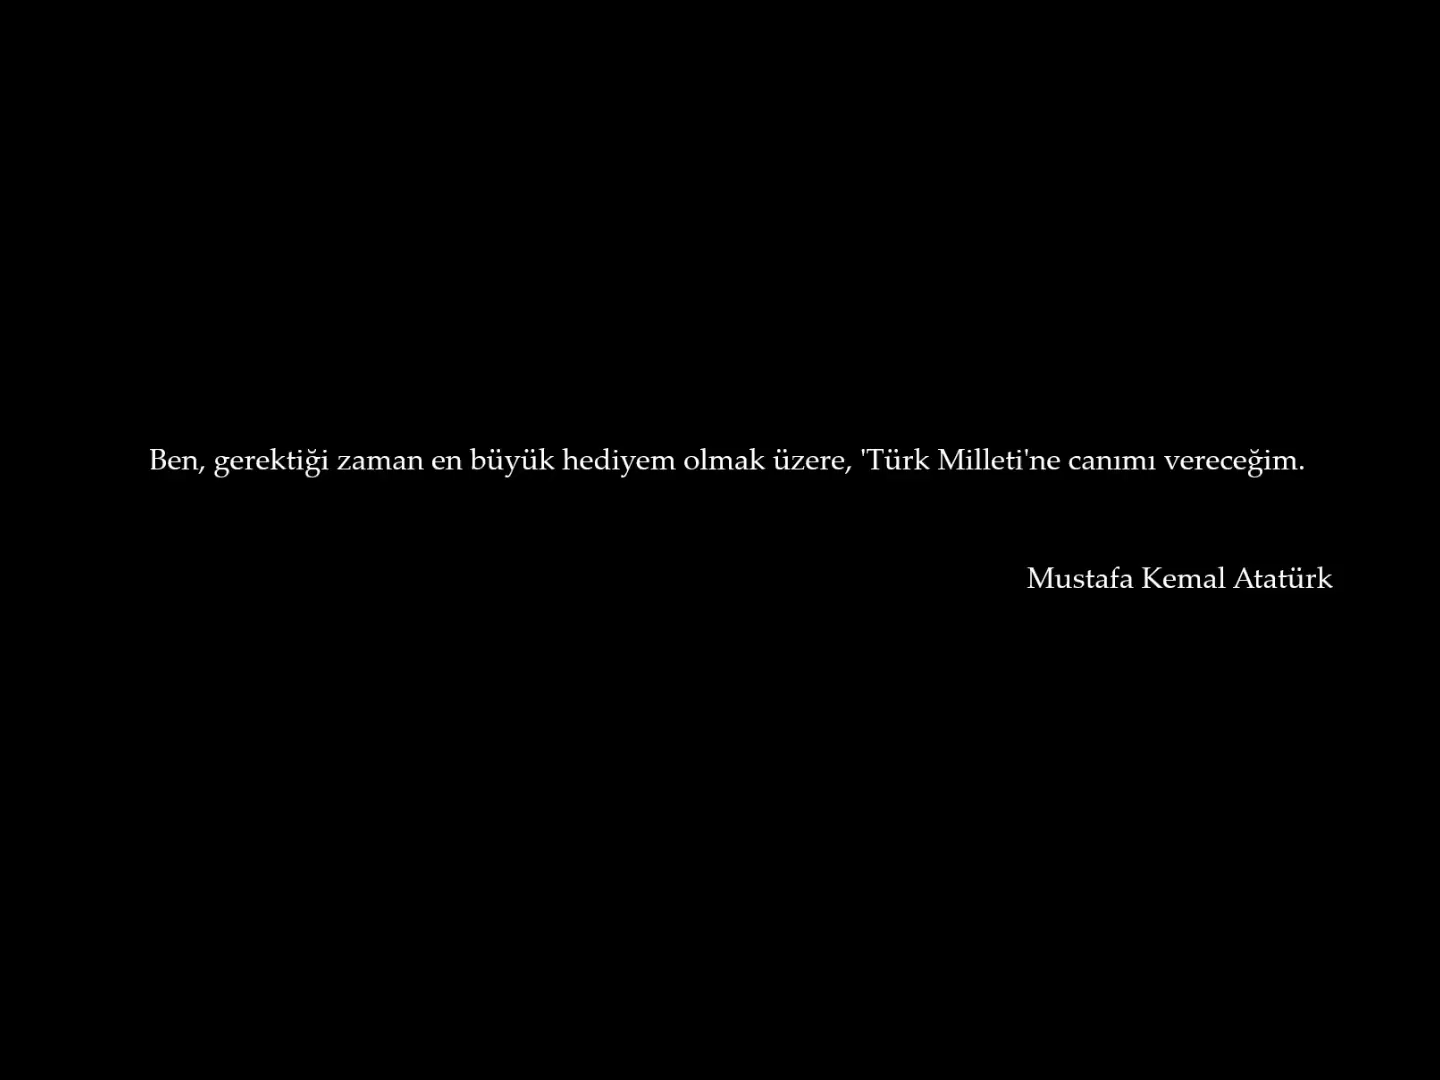 Ben, gerektiği zaman en büyük hediyem olmak üzere, 'Türk Milleti'ne canımı vereceğim.
Mustafa Kemal Atatürk